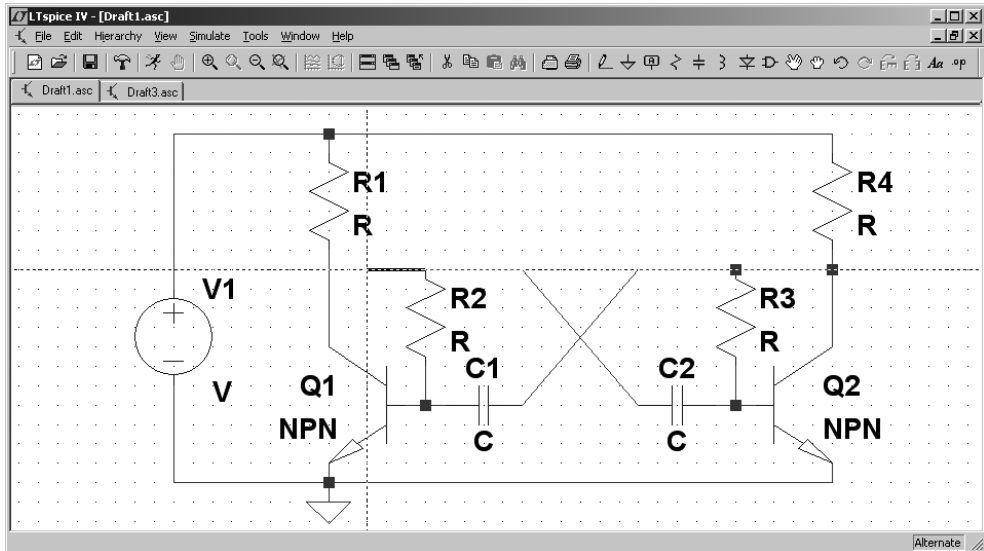 LTspice IV - [Draft1.asc]
File Edit Hierarchy View Simulate Tools Window Help
Aa .op
Draft1.asc Draft3.asc
R1
R
R4
R
V1
V
R2
R
R3
R
C1
C
C2
C
Q1
NPN
Q2
NPN
Alternate